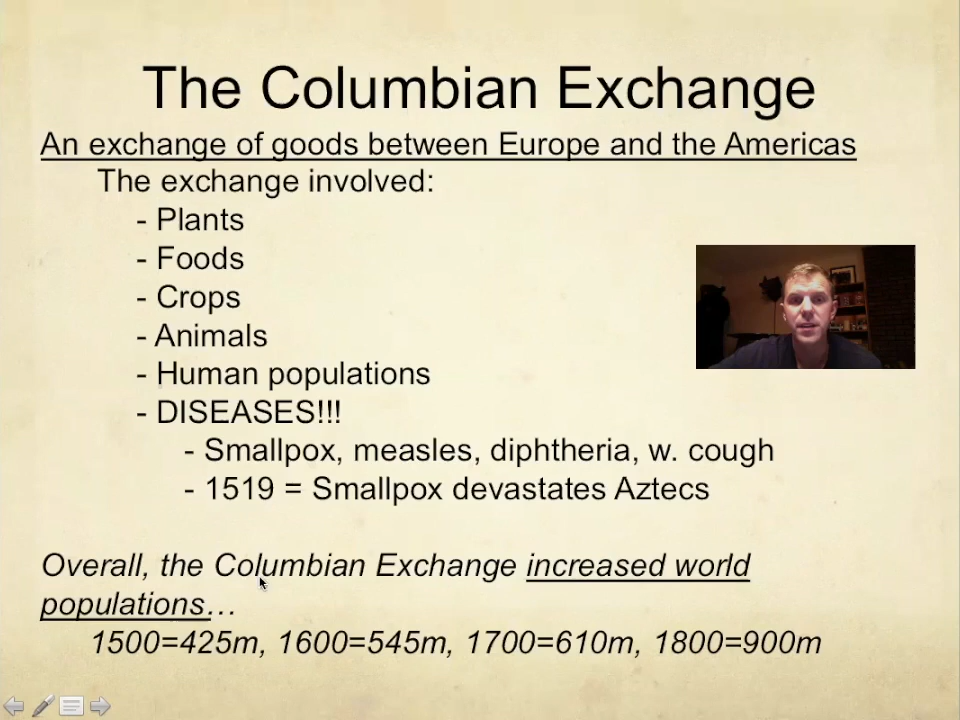 The Columbian Exchange
An exchange of goods between Europe and the Americas
The exchange involved:
- Plants
- Foods
- Crops
- Animals
- Human populations
- DISEASES!!!
- Smallpox, measles, diphtheria, w. cough
- 1519 = Smallpox devastates Aztecs
Overall, the Columbian Exchange increased world
populations…
1500=425m, 1600=545m, 1700=610m, 1800=900m